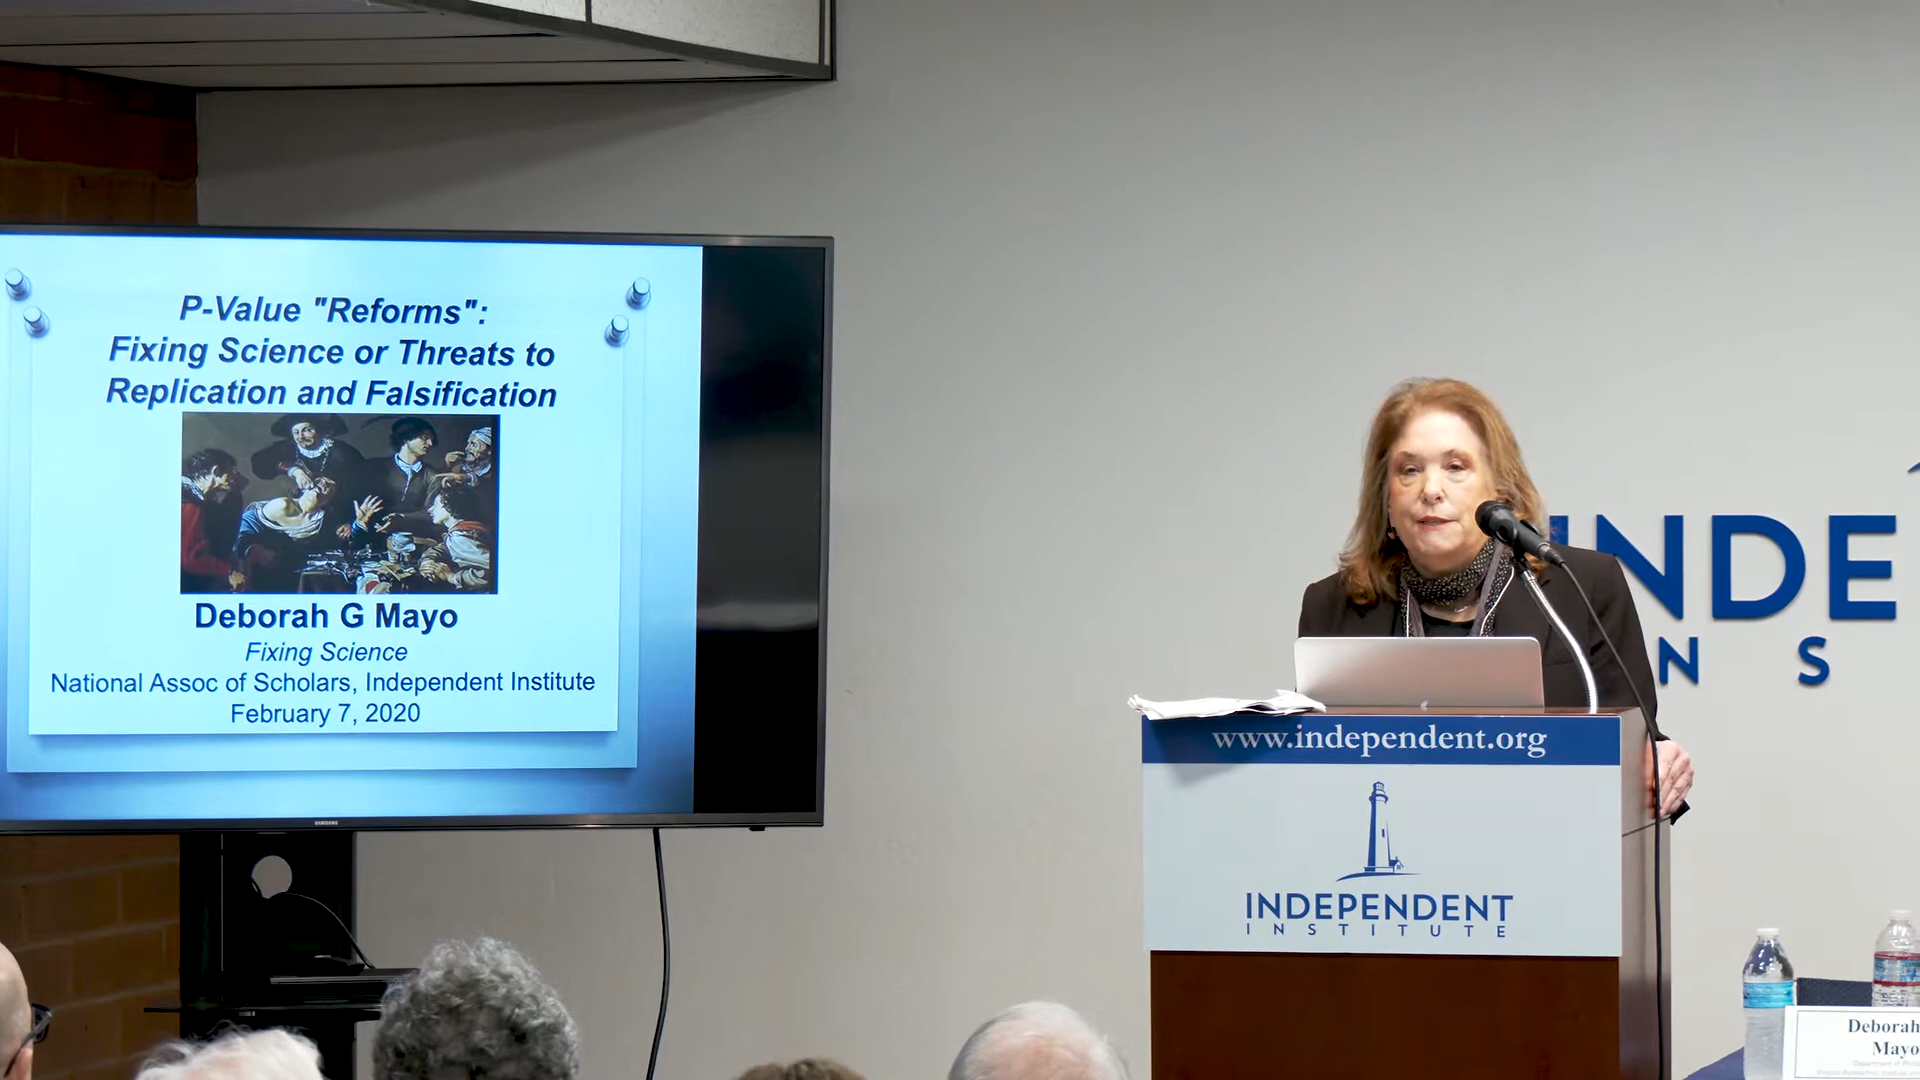 P-Value "Reforms":
Fixing Science or Threats to
Replication and Falsification
Deborah G Mayo
Fixing Science
National Assoc of Scholars, Independent Institute
February 7, 2020
SAMSUNG
INDE
N S
www.independent.org
INDEPENDENT
INSTITUTE
Deborah
Mayo